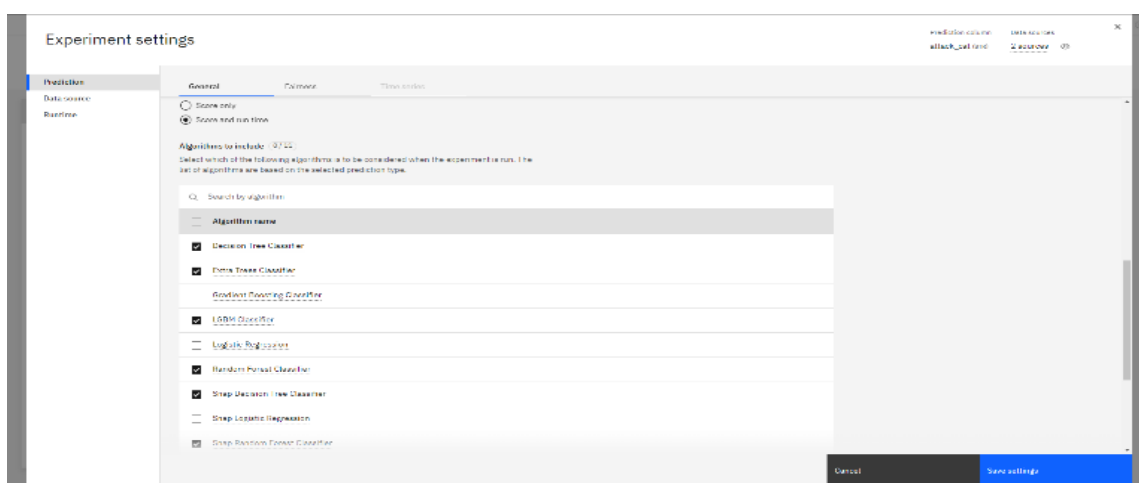 Experiment settings
Prediction column
Data sources
attack_cat
2 sources
Prediction
Data source
Runtime
General
Fairness
Time series
Score only
Score and run time
Algorithms to include
Select which of the following algorithms is to be considered when the experiment is run. The
list of algorithms are based on the selected prediction type.
Search by algorithm
Algorithm name
Decision Tree Classifier
Extra Trees Classifier
Gradient Boosting Classifier
LGBM Classifier
Logistic Regression
Random Forest Classifier
Snap Decision Tree Classifier
Snap Logistic Regression
Snap Random Forest Classifier
Cancel
Save settings